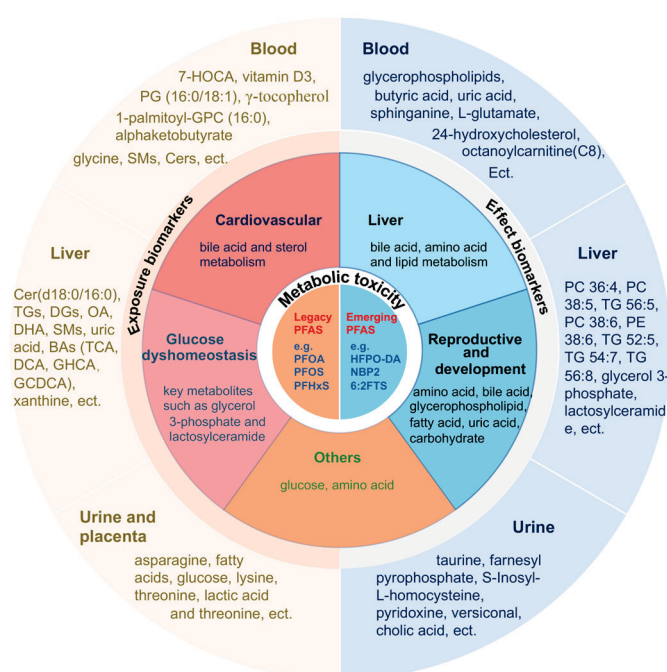 Blood
7-HOCA, vitamin D3,
PG (16:0/18:1), γ-tocopherol
1-palmitoyl-GPC (16:0),
alphaketobutyrate
glycine, SMs, Cers, ect.
Blood
glycerophospholipids,
butyric acid, uric acid,
sphinganine, L-glutamate,
24-hydroxycholesterol,
octanoylcarnitine(C8),
Ect.
Exposure biomarkers
Effect biomarkers
Liver
Cer(d18:0/16:0),
TGs, DGs, OA,
DHA, SMs, uric
acid, BAs (TCA,
DCA, GHCA,
GCDCA),
xanthine, ect.
Cardiovascular
bile acid and sterol
metabolism
Liver
bile acid, amino acid
and lipid metabolism
Liver
PC 36:4, PC
38:5, TG 56:5,
PC 38:6, PE
38:6, TG 52:5,
TG 54:7, TG
56:8, glycerol 3-
phosphate,
lactosylceramid
e, ect.
Metabolic toxicity
Legacy
PFAS
e.g.
PFOA
PFOS
PFHxS
Emerging
PFAS
e.g.
HFPO-DA
NBP2
6:2FTS
Glucose
dyshomeostasis
key metabolites
such as glycerol
3-phosphate and
lactosylceramide
Reproductive
and
development
amino acid, bile acid,
glycerophospholipid,
fatty acid, uric acid,
carbohydrate
Others
glucose, amino acid
Urine and
placenta
asparagine, fatty
acids, glucose, lysine,
threonine, lactic acid
and threonine, ect.
Urine
taurine, farnesyl
pyrophosphate, S-Inosyl-
L-homocysteine,
pyridoxine, versiconal,
cholic acid, ect.